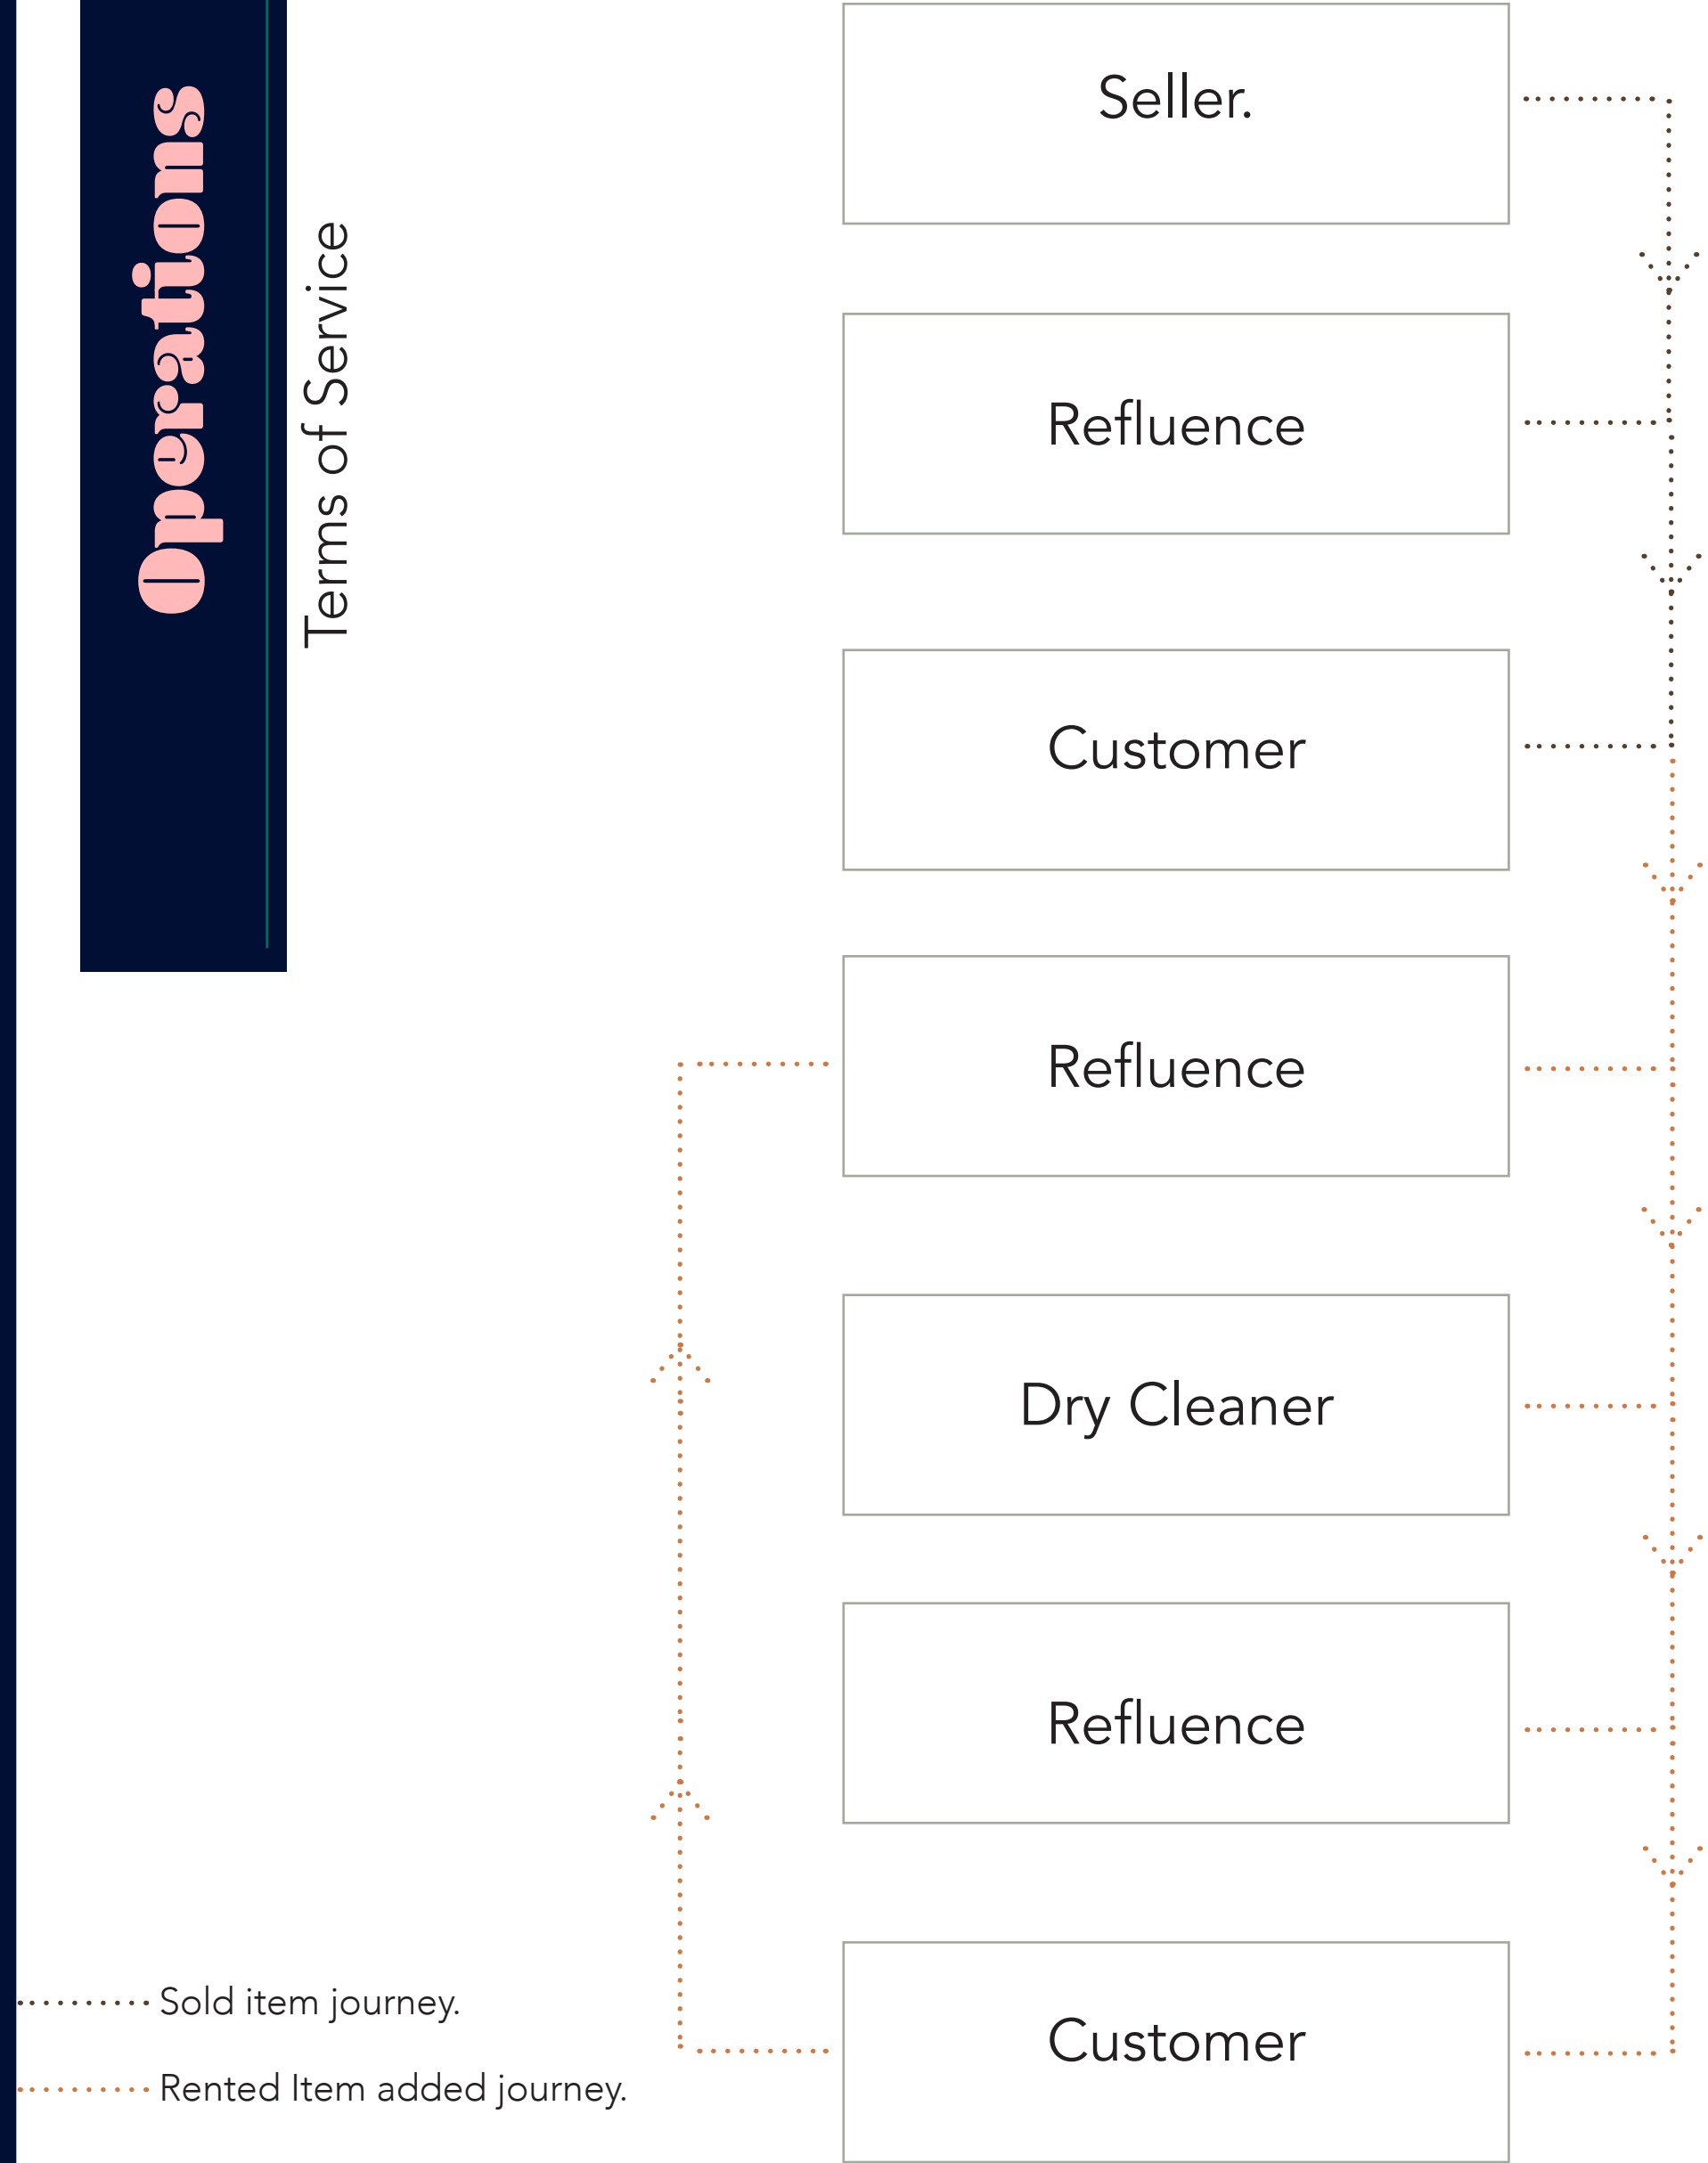 Operations
Terms of Service
Seller.
Refluence
Customer
Refluence
Dry Cleaner
Refluence
Customer
Sold item journey.
Rented Item added journey.